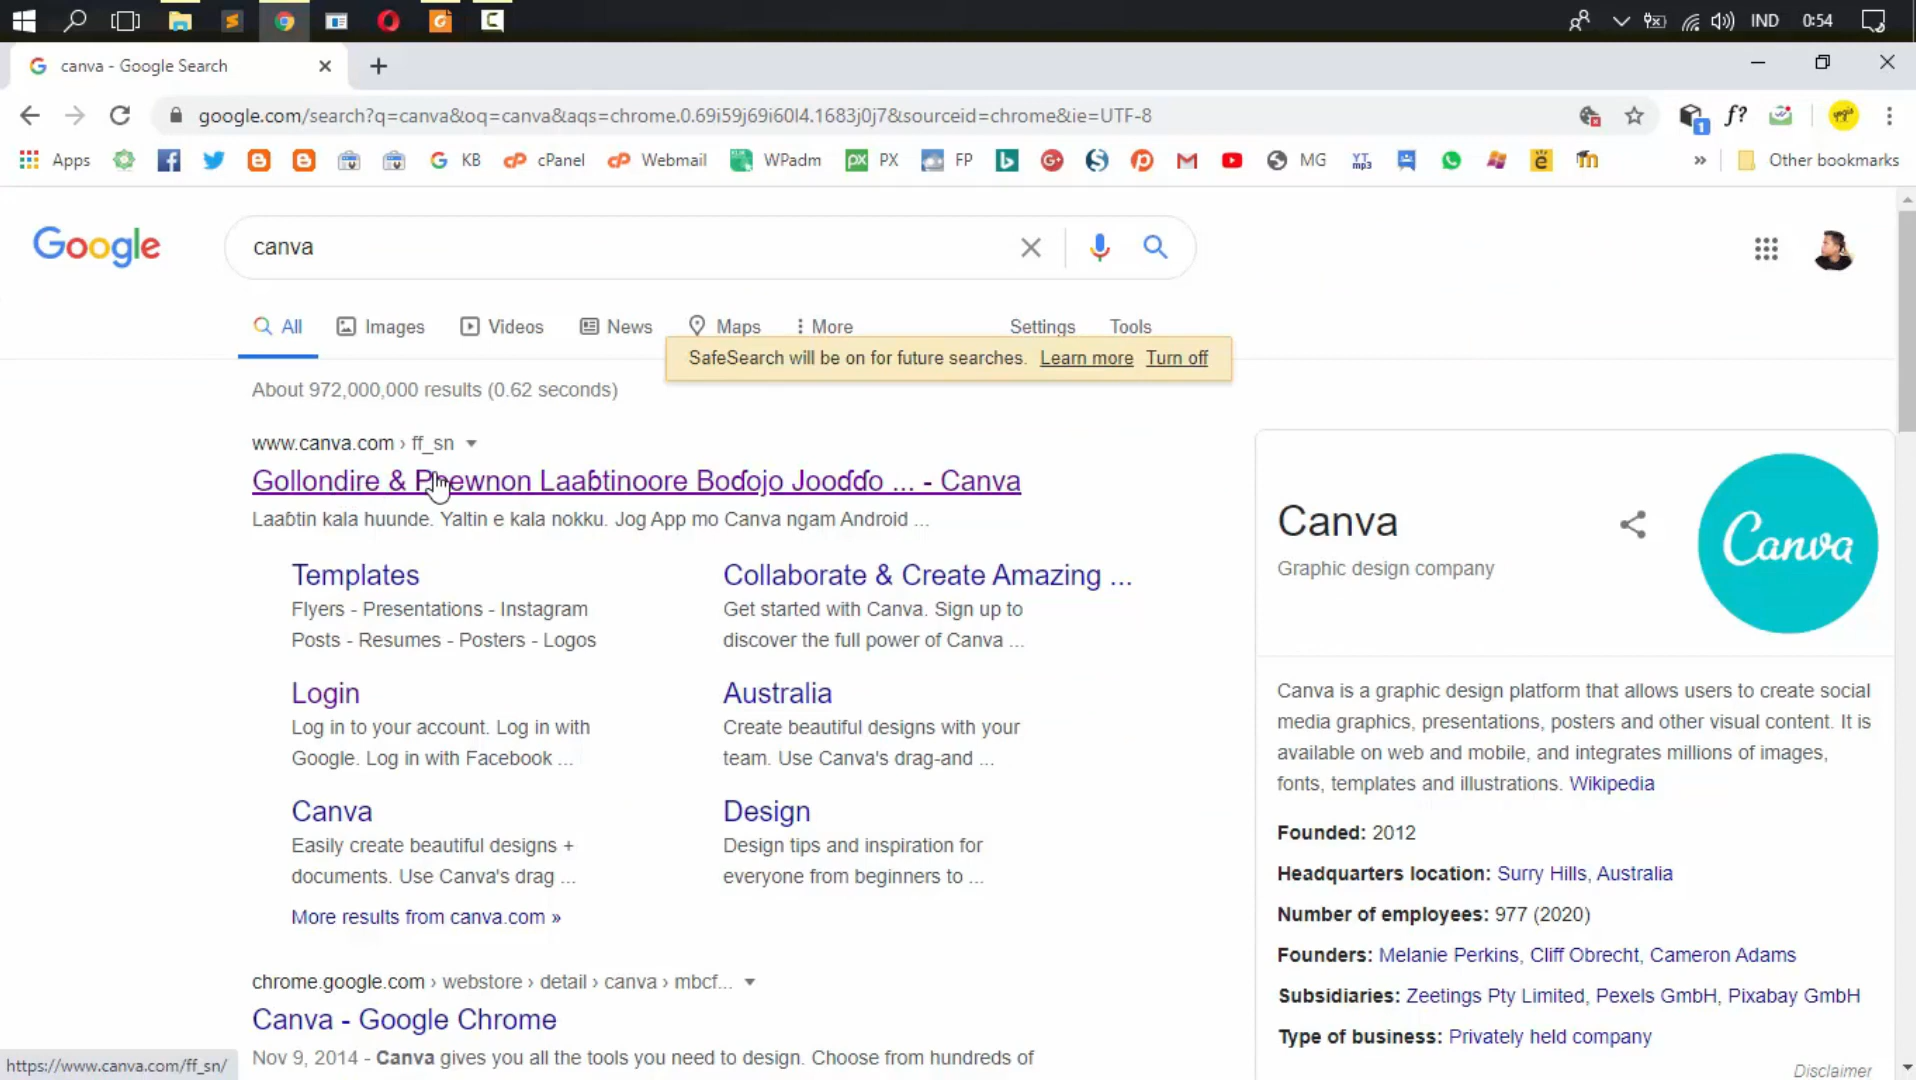 IND 0:54
canva - Google Search
google.com/search?q=canva&oq=canva&aqs=chrome.0.69i59j69i60l4.1683j0j7&sourceid=chrome&ie=UTF-8
f?
1
Apps KB cPanel Webmail WPadm PX FP MG YT mp3 » Other bookmarks
Google
canva
All Images Videos News Maps More Settings Tools
SafeSearch will be on for future searches. Learn more Turn off
About 972,000,000 results (0.62 seconds)
www.canva.com › ff_sn
Gollondire & Peewnon Laaɓtinoore Boɗojo Jooɗɗo ... - Canva
Laaɓtin kala huunde. Yaltin e kala nokku. Jog App mo Canva ngam Android ...
Templates
Flyers - Presentations - Instagram
Posts - Resumes - Posters - Logos
Collaborate & Create Amazing ...
Get started with Canva. Sign up to
discover the full power of Canva ...
Login
Log in to your account. Log in with
Google. Log in with Facebook ...
Australia
Create beautiful designs with your
team. Use Canva's drag-and ...
Canva
Easily create beautiful designs +
documents. Use Canva's drag ...
Design
Design tips and inspiration for
everyone from beginners to ...
More results from canva.com »
chrome.google.com › webstore › detail › canva › mbcf...
Canva - Google Chrome
Nov 9, 2014 - Canva gives you all the tools you need to design. Choose from hundreds of
https://www.canva.com/ff_sn/
Canva
Graphic design company
Canva
Canva is a graphic design platform that allows users to create social
media graphics, presentations, posters and other visual content. It is
available on web and mobile, and integrates millions of images,
fonts, templates and illustrations. Wikipedia
Founded: 2012
Headquarters location: Surry Hills, Australia
Number of employees: 977 (2020)
Founders: Melanie Perkins, Cliff Obrecht, Cameron Adams
Subsidiaries: Zeetings Pty Limited, Pexels GmbH, Pixabay GmbH
Type of business: Privately held company
Disclaimer